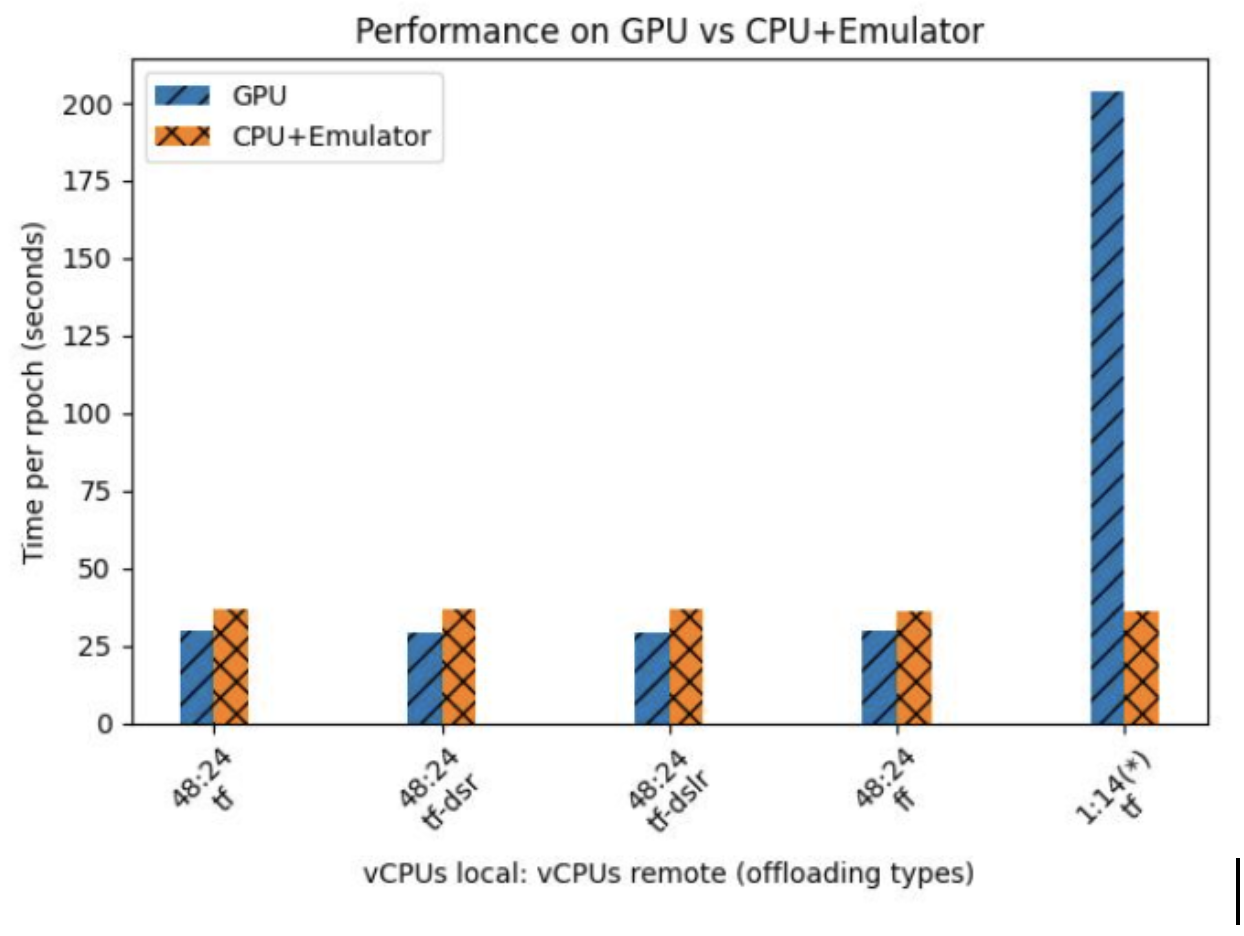 Performance on GPU vs CPU+Emulator
GPU
CPU+Emulator
200
175
150
125
100
75
50
25
0
Time per rpoch (seconds)
48:24
tf
48:24
tf-dsr
48:24
tf-dslr
48:24
ff
1:14(*)
tf
vCPUs local: vCPUs remote (offloading types)